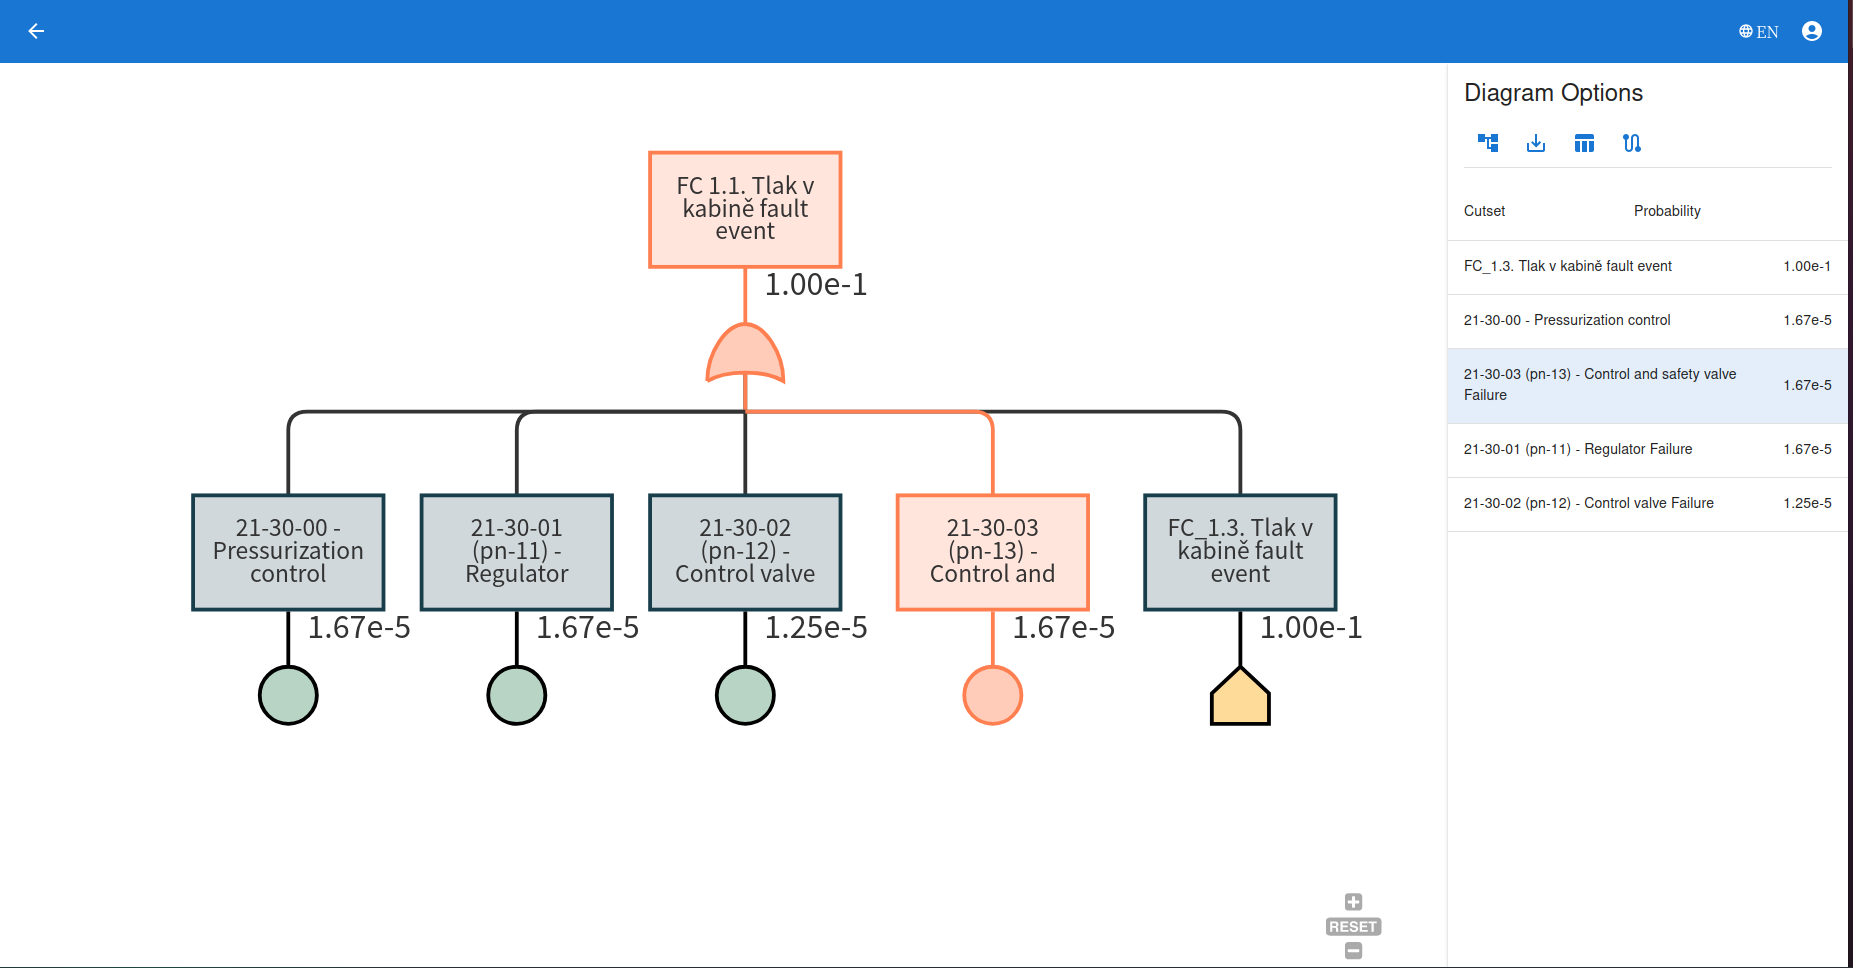 EN
FC 1.1. Tlak v
kabině fault
event
1.00e-1
21-30-00 -
Pressurization
control
1.67e-5
21-30-01
(pn-11) -
Regulator
1.67e-5
21-30-02
(pn-12) -
Control valve
1.25e-5
21-30-03
(pn-13) -
Control and
1.67e-5
FC_1.3. Tlak v
kabině fault
event
1.00e-1
RESET
Diagram Options
Cutset Probability
FC_1.3. Tlak v kabině fault event 1.00e-1
21-30-00 - Pressurization control 1.67e-5
21-30-03 (pn-13) - Control and safety valve
Failure 1.67e-5
21-30-01 (pn-11) - Regulator Failure 1.67e-5
21-30-02 (pn-12) - Control valve Failure 1.25e-5